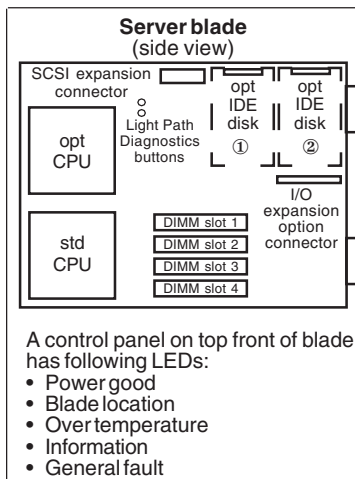 Server blade
(side view)
SCSI expansion
connector
opt
IDE
disk
①
opt
IDE
disk
②
Light Path
Diagnostics
buttons
opt
CPU
I/O
expansion
option
connector
std
CPU
DIMM slot 1
DIMM slot 2
DIMM slot 3
DIMM slot 4
A control panel on top front of blade
has following LEDs:
• Power good
• Blade location
• Over temperature
• Information
• General fault